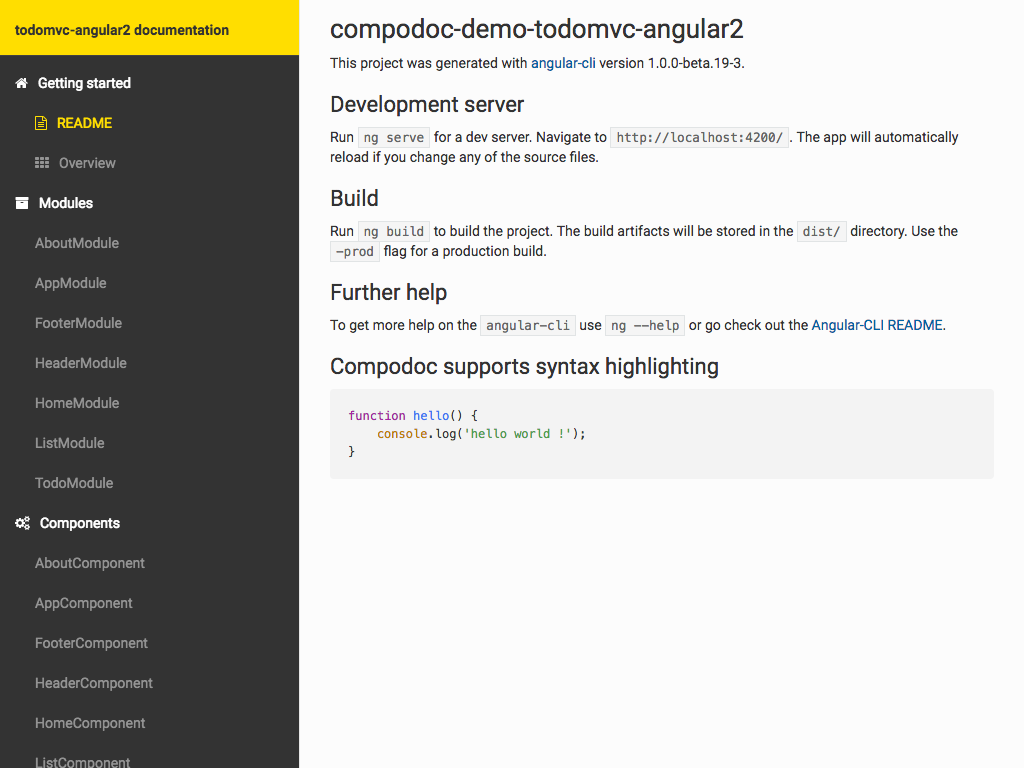 todomvc-angular2 documentation
Getting started
README
Overview
Modules
AboutModule
AppModule
FooterModule
HeaderModule
HomeModule
ListModule
TodoModule
Components
AboutComponent
AppComponent
FooterComponent
HeaderComponent
HomeComponent
ListComponent
compodoc-demo-todomvc-angular2
This project was generated with angular-cli version 1.0.0-beta.19-3.
Development server
Run ng serve for a dev server. Navigate to http://localhost:4200/. The app will automatically
reload if you change any of the source files.
Build
Run ng build to build the project. The build artifacts will be stored in the dist/ directory. Use the
-prod flag for a production build.
Further help
To get more help on the angular-cli use ng --help or go check out the Angular-CLI README.
Compodoc supports syntax highlighting
function hello() {
    console.log('hello world !');
}